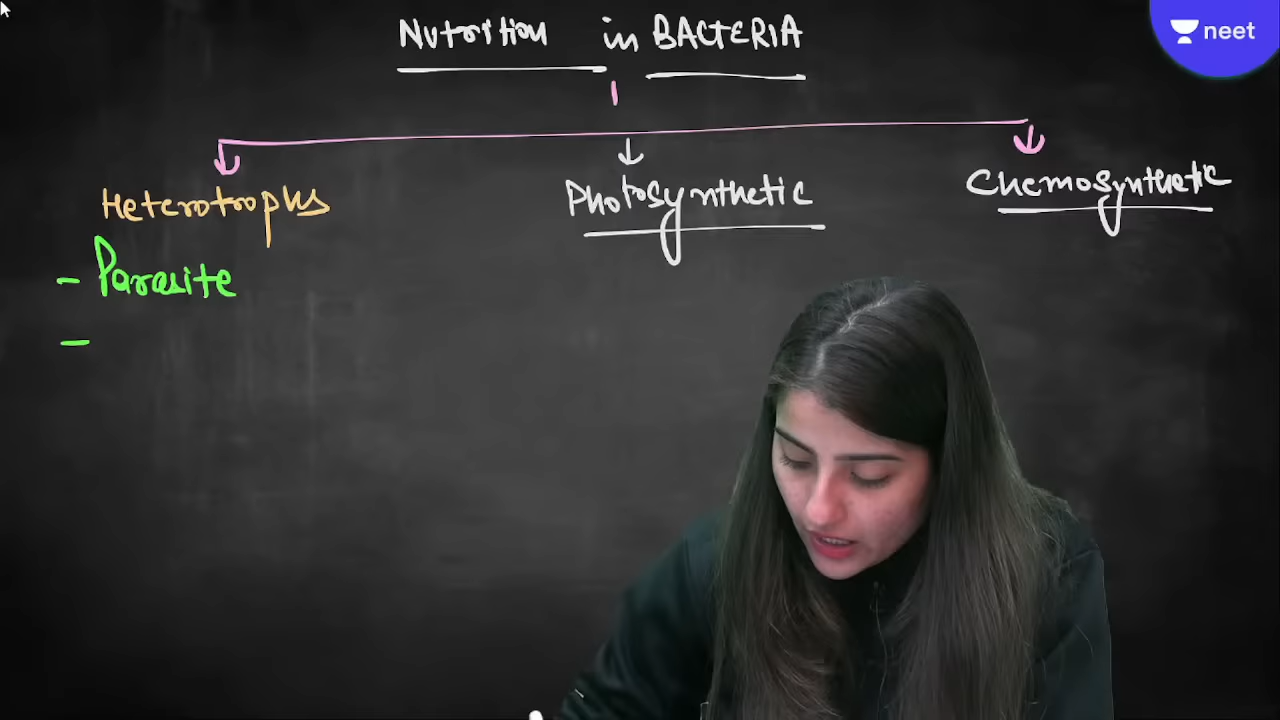 Nutrition in BACTERIA
neet
Heterotrophs
Photosynthetic
Chemosynthetic
- Parasite
-